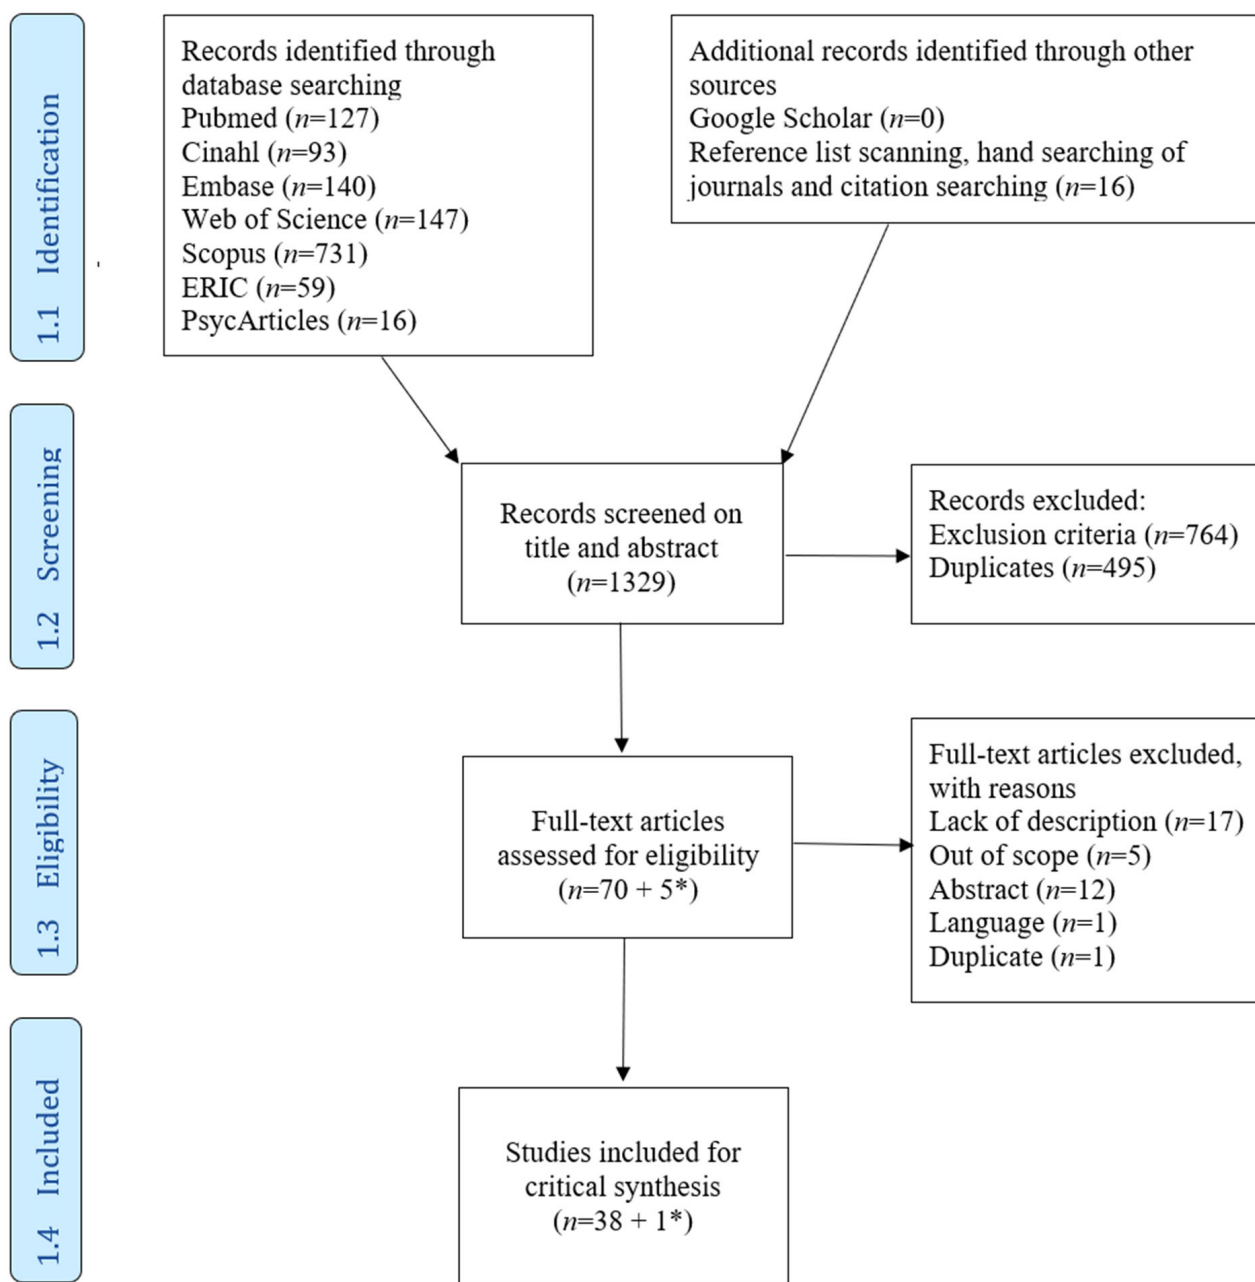 1.1 Identification
Records identified through
database searching
Pubmed (n=127)
Cinahl (n=93)
Embase (n=140)
Web of Science (n=147)
Scopus (n=731)
ERIC (n=59)
PsycArticles (n=16)
Additional records identified through other
sources
Google Scholar (n=0)
Reference list scanning, hand searching of
journals and citation searching (n=16)
1.2 Screening
Records screened on
title and abstract
(n=1329)
Records excluded:
Exclusion criteria (n=764)
Duplicates (n=495)
1.3 Eligibility
Full-text articles
assessed for eligibility
(n=70 + 5*)
Full-text articles excluded,
with reasons
Lack of description (n=17)
Out of scope (n=5)
Abstract (n=12)
Language (n=1)
Duplicate (n=1)
1.4 Included
Studies included for
critical synthesis
(n=38 + 1*)